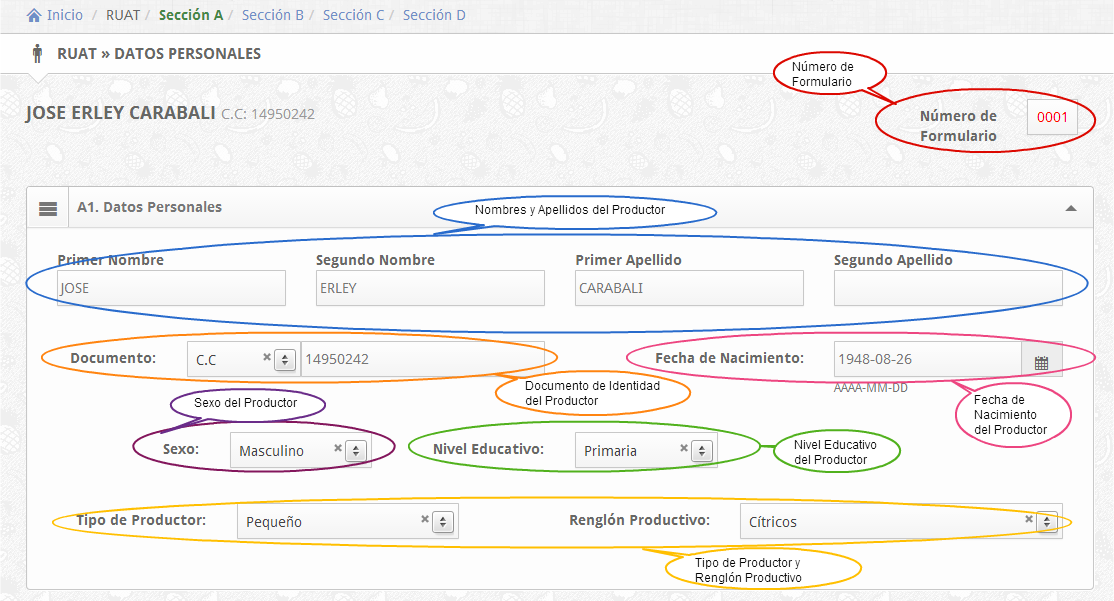 Inicio / RUAT / Sección A / Sección B / Sección C / Sección D
RUAT » DATOS PERSONALES
Número de
Formulario
JOSE ERLEY CARABALI C.C: 14950242
Número de
Formulario
0001
A1. Datos Personales
Nombres y Apellidos del Productor
Primer Nombre
Segundo Nombre
Primer Apellido
Segundo Apellido
JOSE
ERLEY
CARABALI
Documento:
C.C
14950242
Fecha de Nacimiento:
1948-08-26
AAAA-MM-DD
Documento de Identidad
del Productor
Fecha de
Nacimiento
del Productor
Sexo del Productor
Sexo:
Masculino
Nivel Educativo:
Primaria
Nivel Educativo
del Productor
Tipo de Productor:
Pequeño
Renglón Productivo:
Cítricos
Tipo de Productor y
Renglón Productivo